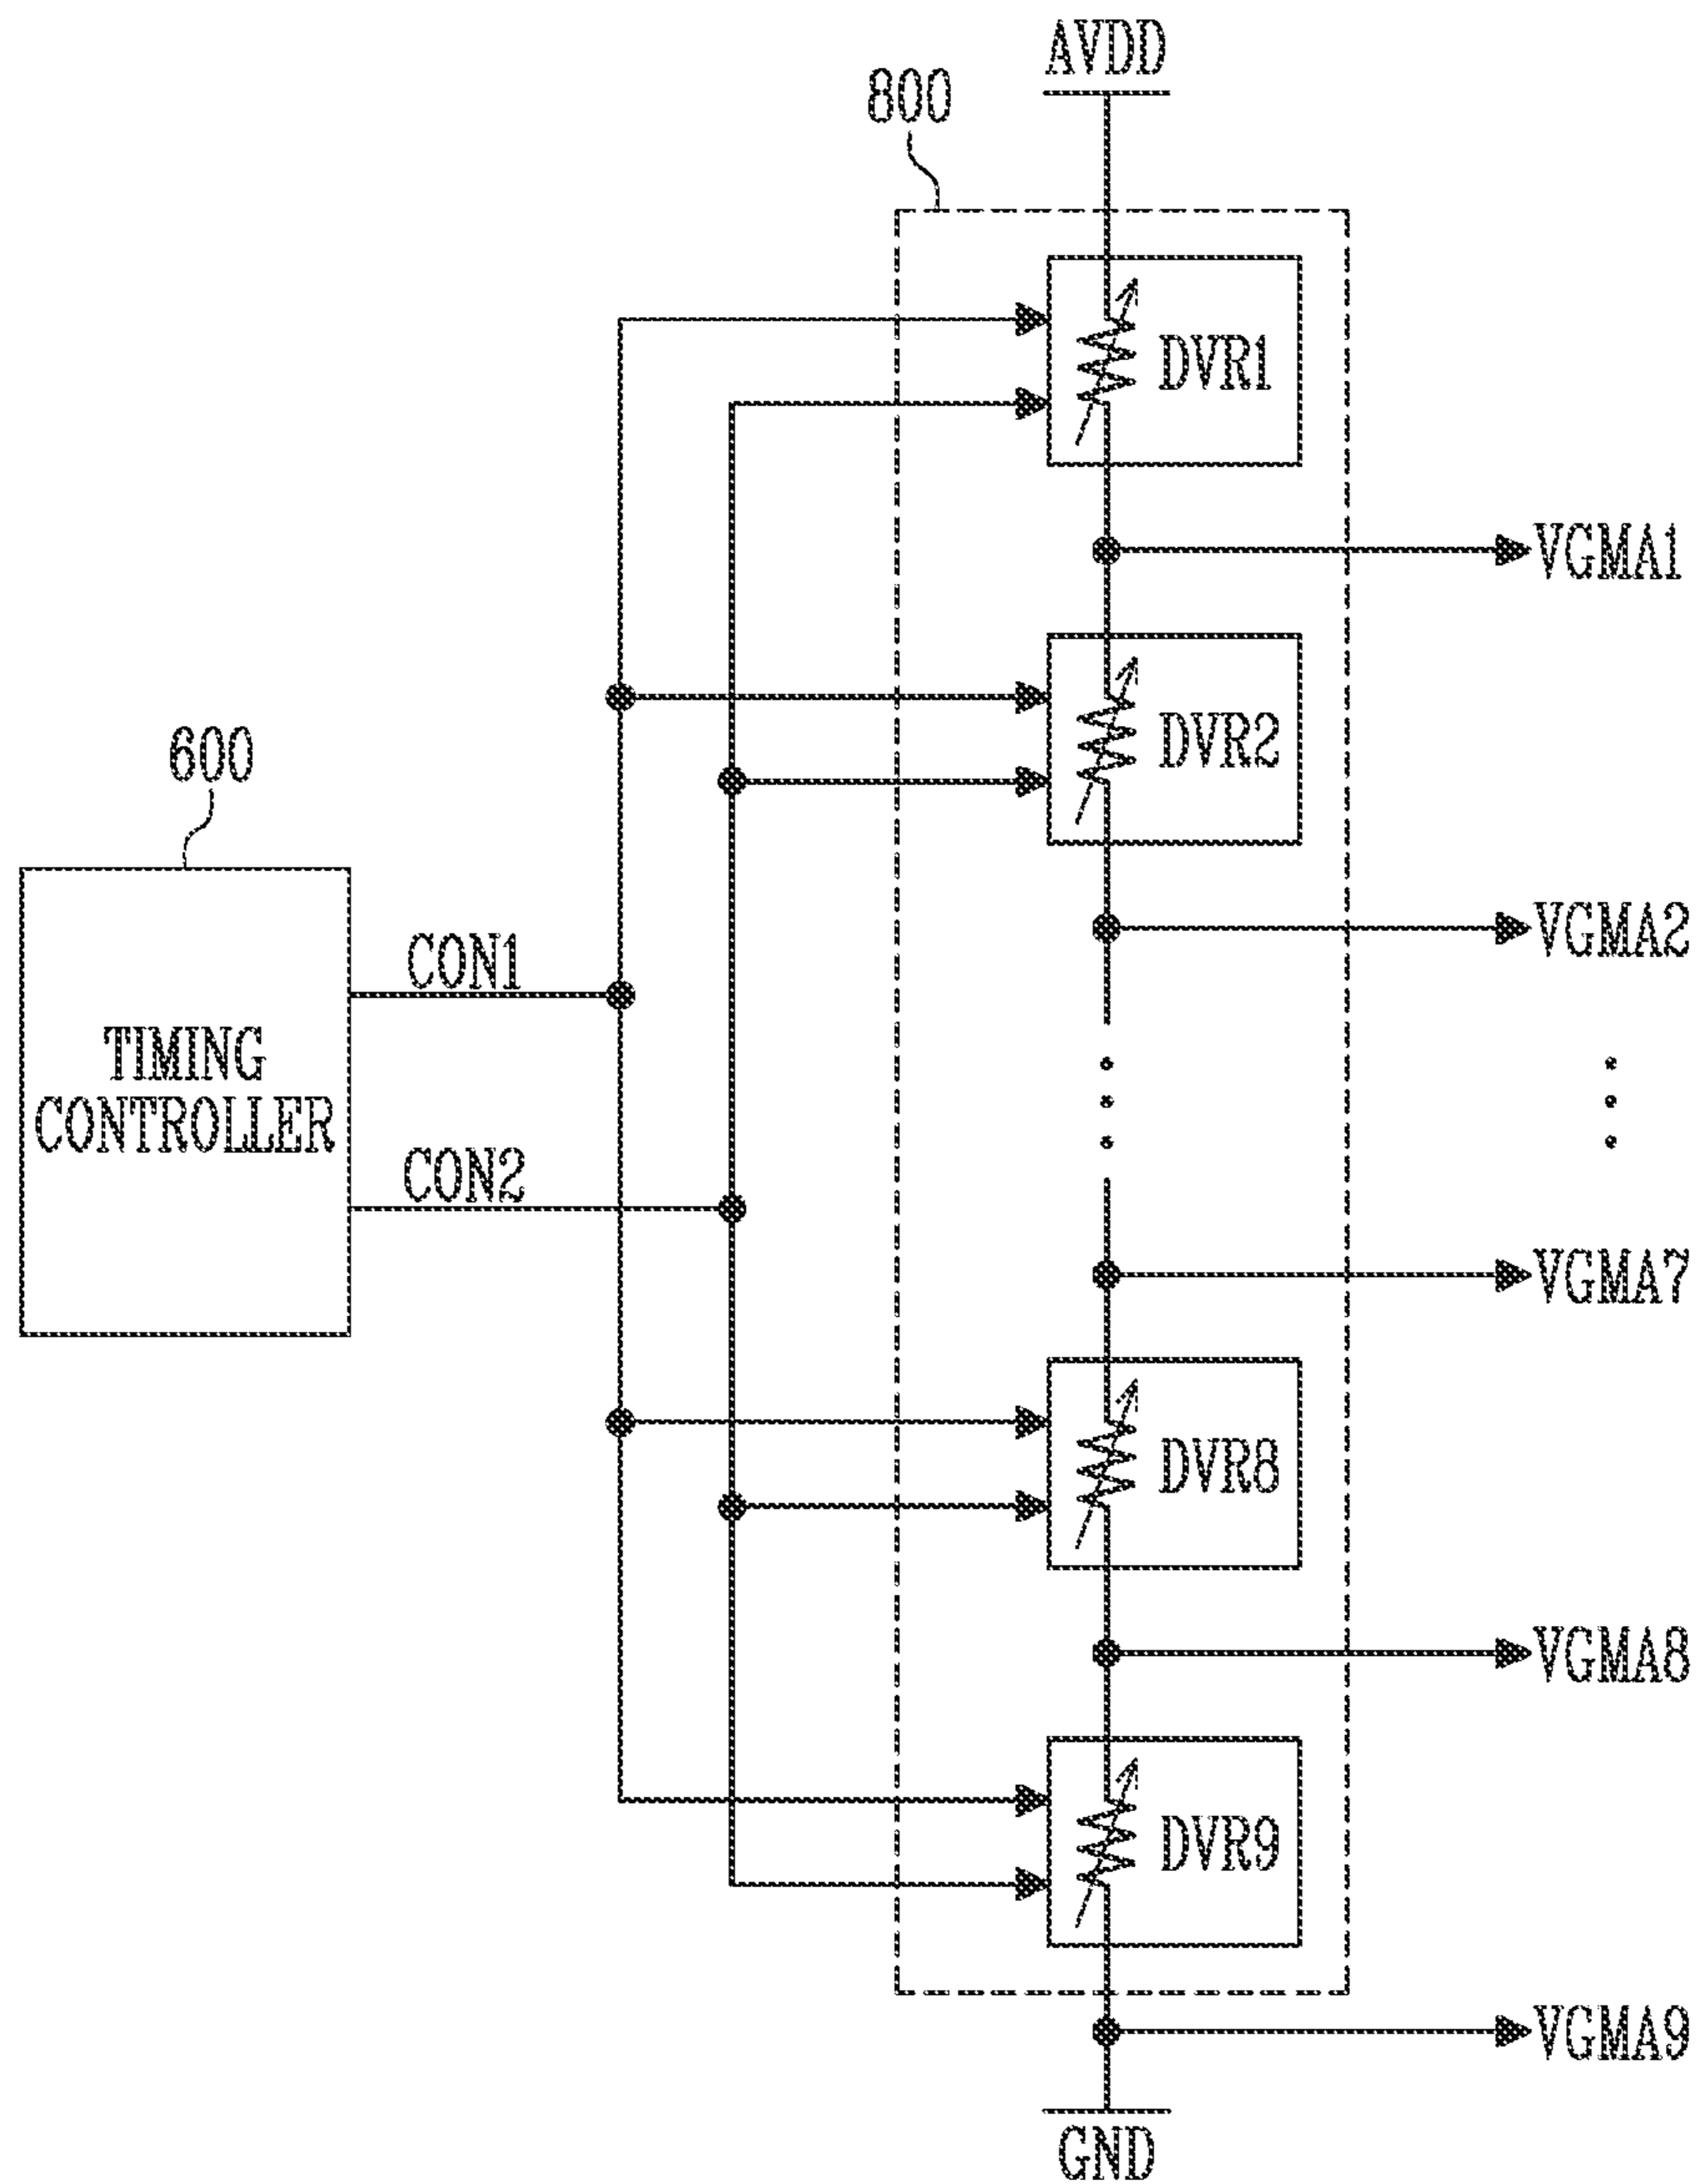 AVDD
800
DVR1
VGMA1
DVR2
600
VGMA2
CON1
TIMING
CONTROLLER
CON2
VGMA7
DVR8
VGMA8
DVR9
VGMA9
GND